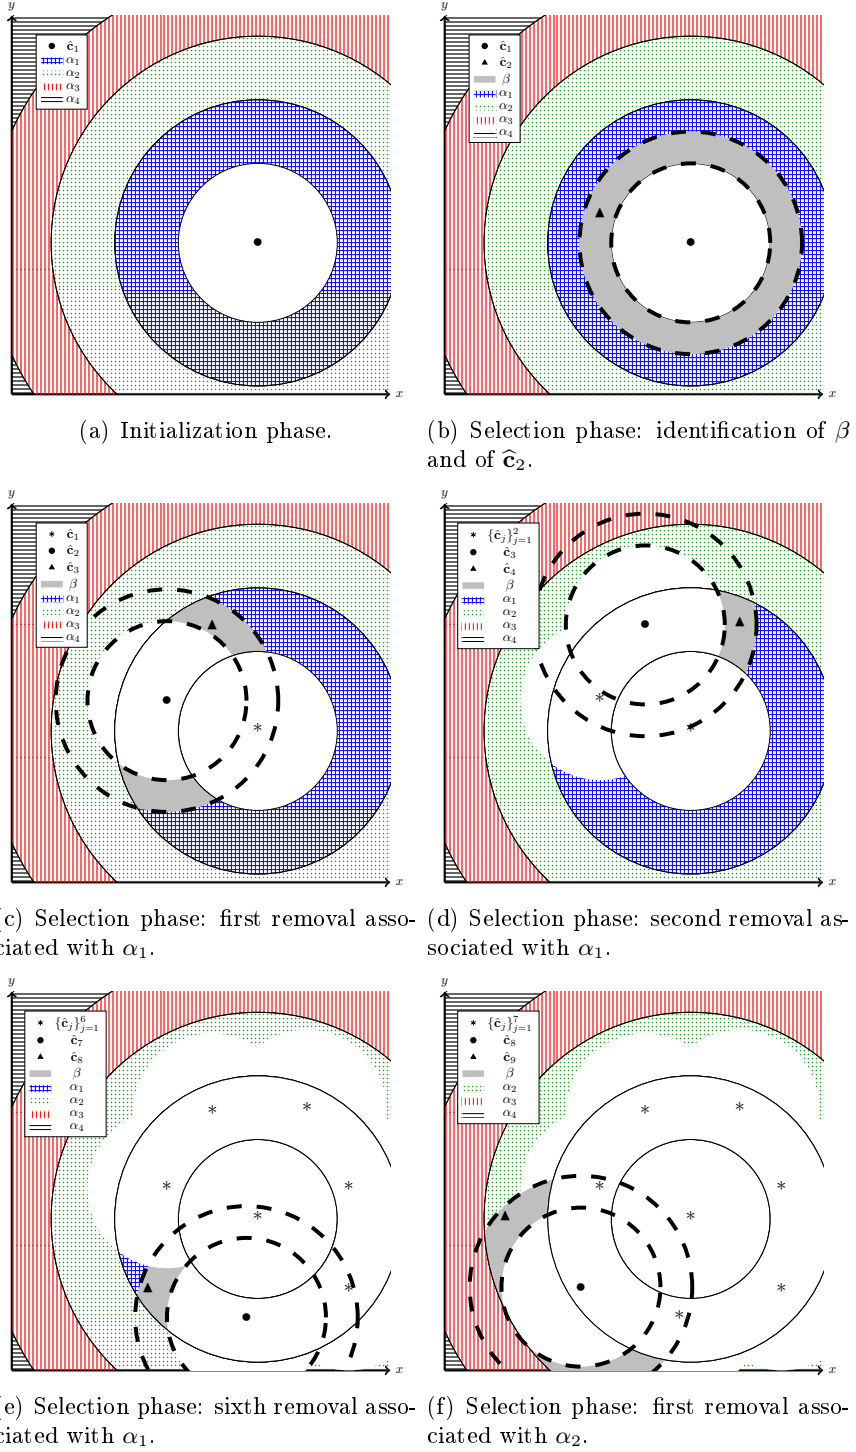 y
ĉ₁
α₁
α₂
α₃
α₄
x
(a) Initialization phase.
y
ĉ₁
ĉ₂
β
α₁
α₂
α₃
α₄
x
(b) Selection phase: identification of β
and of ĉ₂.
y
ĉ₁
ĉ₂
ĉ₃
β
α₁
α₂
α₃
α₄
x
(c) Selection phase: first removal asso-
ciated with α₁.
y
{ĉⱼ}²ⱼ₌₁
ĉ₃
ĉ₄
β
α₁
α₂
α₃
α₄
x
(d) Selection phase: second removal as-
sociated with α₁.
y
{ĉⱼ}⁶ⱼ₌₁
ĉ₇
ĉ₈
β
α₁
α₂
α₃
α₄
x
(e) Selection phase: sixth removal asso-
ciated with α₁.
y
{ĉⱼ}⁷ⱼ₌₁
ĉ₈
ĉ₉
β
α₂
α₃
α₄
x
(f) Selection phase: first removal asso-
ciated with α₂.